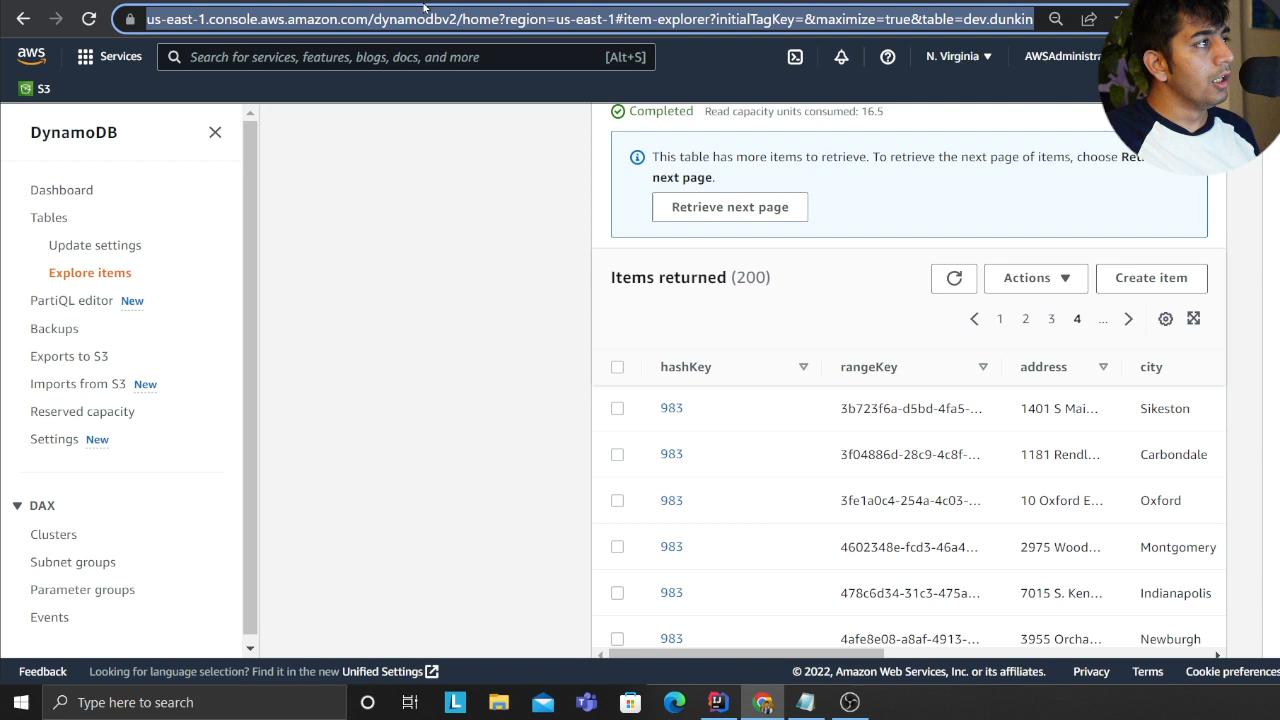 us-east-1.console.aws.amazon.com/dynamodbv2/home?region=us-east-1#item-explorer?initialTagKey=&maximize=true&table=dev.dunkin
aws
Services
Search for services, features, blogs, docs, and more
[Alt+S]
N. Virginia
AWSAdministra
S3
DynamoDB
Dashboard
Tables
Update settings
Explore items
PartiQL editor New
Backups
Exports to S3
Imports from S3 New
Reserved capacity
Settings New
DAX
Clusters
Subnet groups
Parameter groups
Events
Completed Read capacity units consumed: 16.5
This table has more items to retrieve. To retrieve the next page of items, choose Ret
next page.
Retrieve next page
Items returned (200)
Actions
Create item
1 2 3 4 ...
hashKey rangeKey address city
983 3b723f6a-d5bd-4fa5-... 1401 S Mai... Sikeston
983 3f04886d-28c9-4c8f-... 1181 Rendl... Carbondale
983 3fe1a0c4-254a-4c03-... 10 Oxford E... Oxford
983 4602348e-fcd3-46a4... 2975 Wood... Montgomery
983 478c6d34-31c3-475a... 7015 S. Ken... Indianapolis
983 4afe8e08-a8af-4913-... 3955 Orcha... Newburgh
Feedback
Looking for language selection? Find it in the new Unified Settings
© 2022, Amazon Web Services, Inc. or its affiliates.
Privacy
Terms
Cookie preferences
Type here to search
L